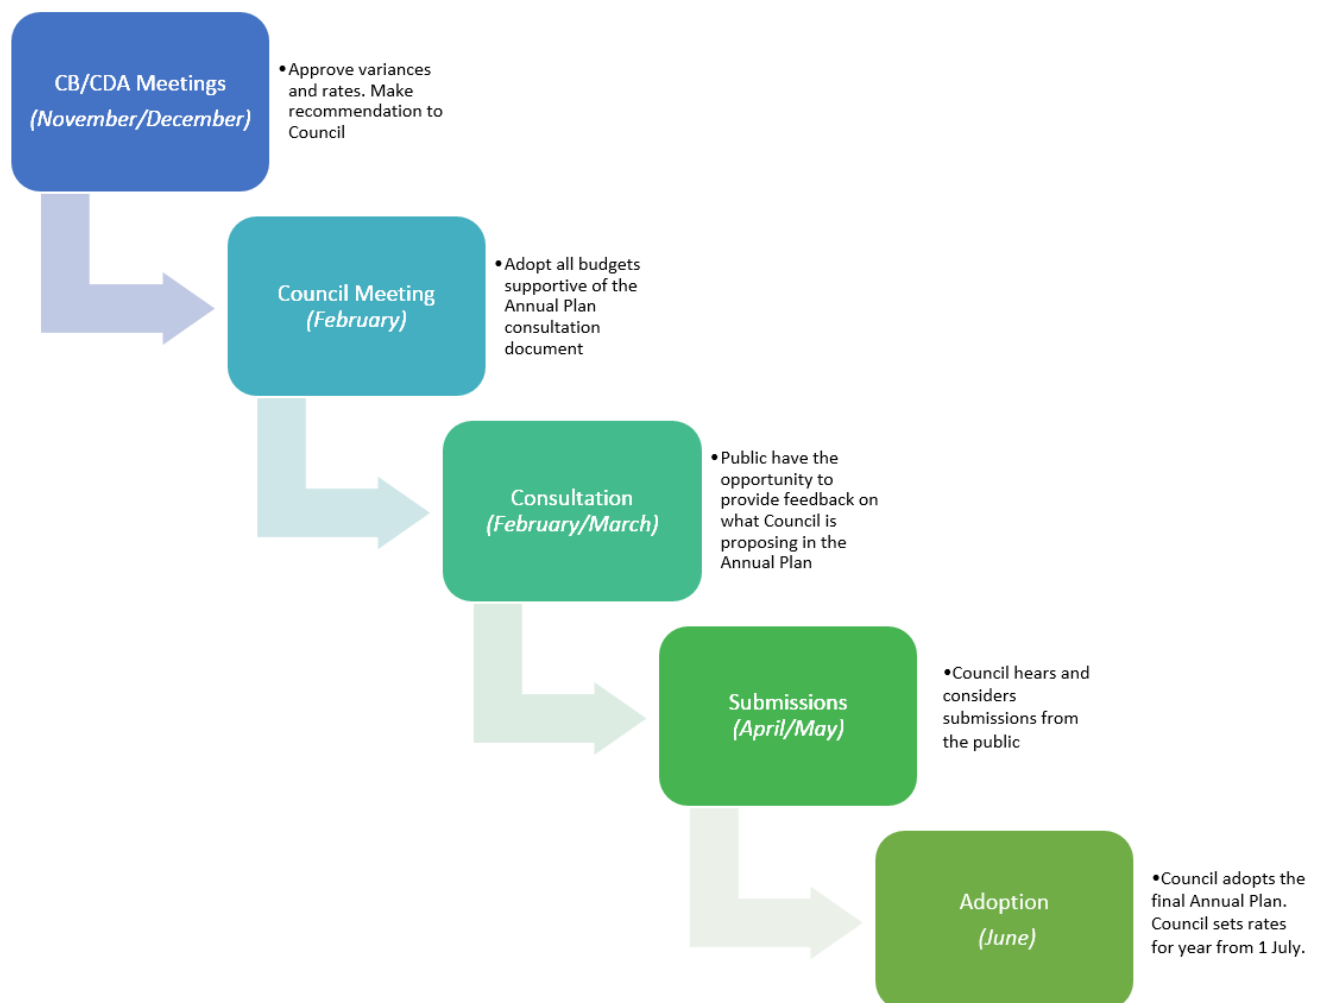 CB/CDA Meetings
(November/December)
•Approve variances
and rates. Make
recommendation to
Council
Council Meeting
(February)
•Adopt all budgets
supportive of the
Annual Plan
consultation
document
Consultation
(February/March)
•Public have the
opportunity to
provide feedback on
what Council is
proposing in the
Annual Plan
Submissions
(April/May)
•Council hears and
considers
submissions from
the public
Adoption
(June)
•Council adopts the
final Annual Plan.
Council sets rates
for year from 1 July.